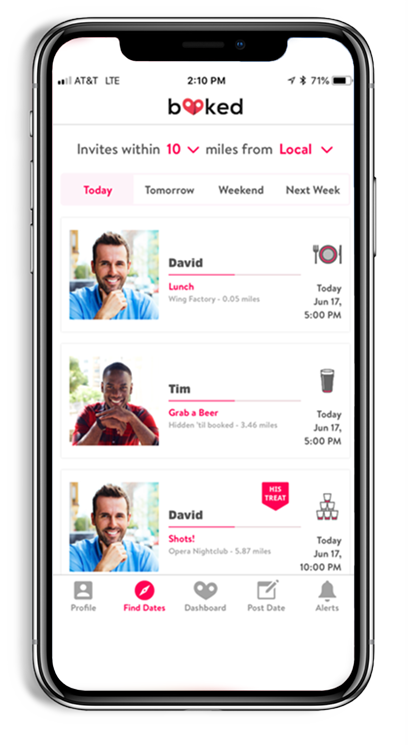 AT&T LTE 2:10 PM 71%
booked
Invites within 10 miles from Local
Today Tomorrow Weekend Next Week
David
Lunch
Wing Factory - 0.05 miles
Today
Jun 17,
5:00 PM
Tim
Grab a Beer
Hidden 'til booked - 3.46 miles
Today
Jun 17,
5:00 PM
HIS
TREAT
David
Shots!
Opera Nightclub - 5.87 miles
Today
Jun 17,
10:00 PM
Profile Find Dates Dashboard Post Date Alerts